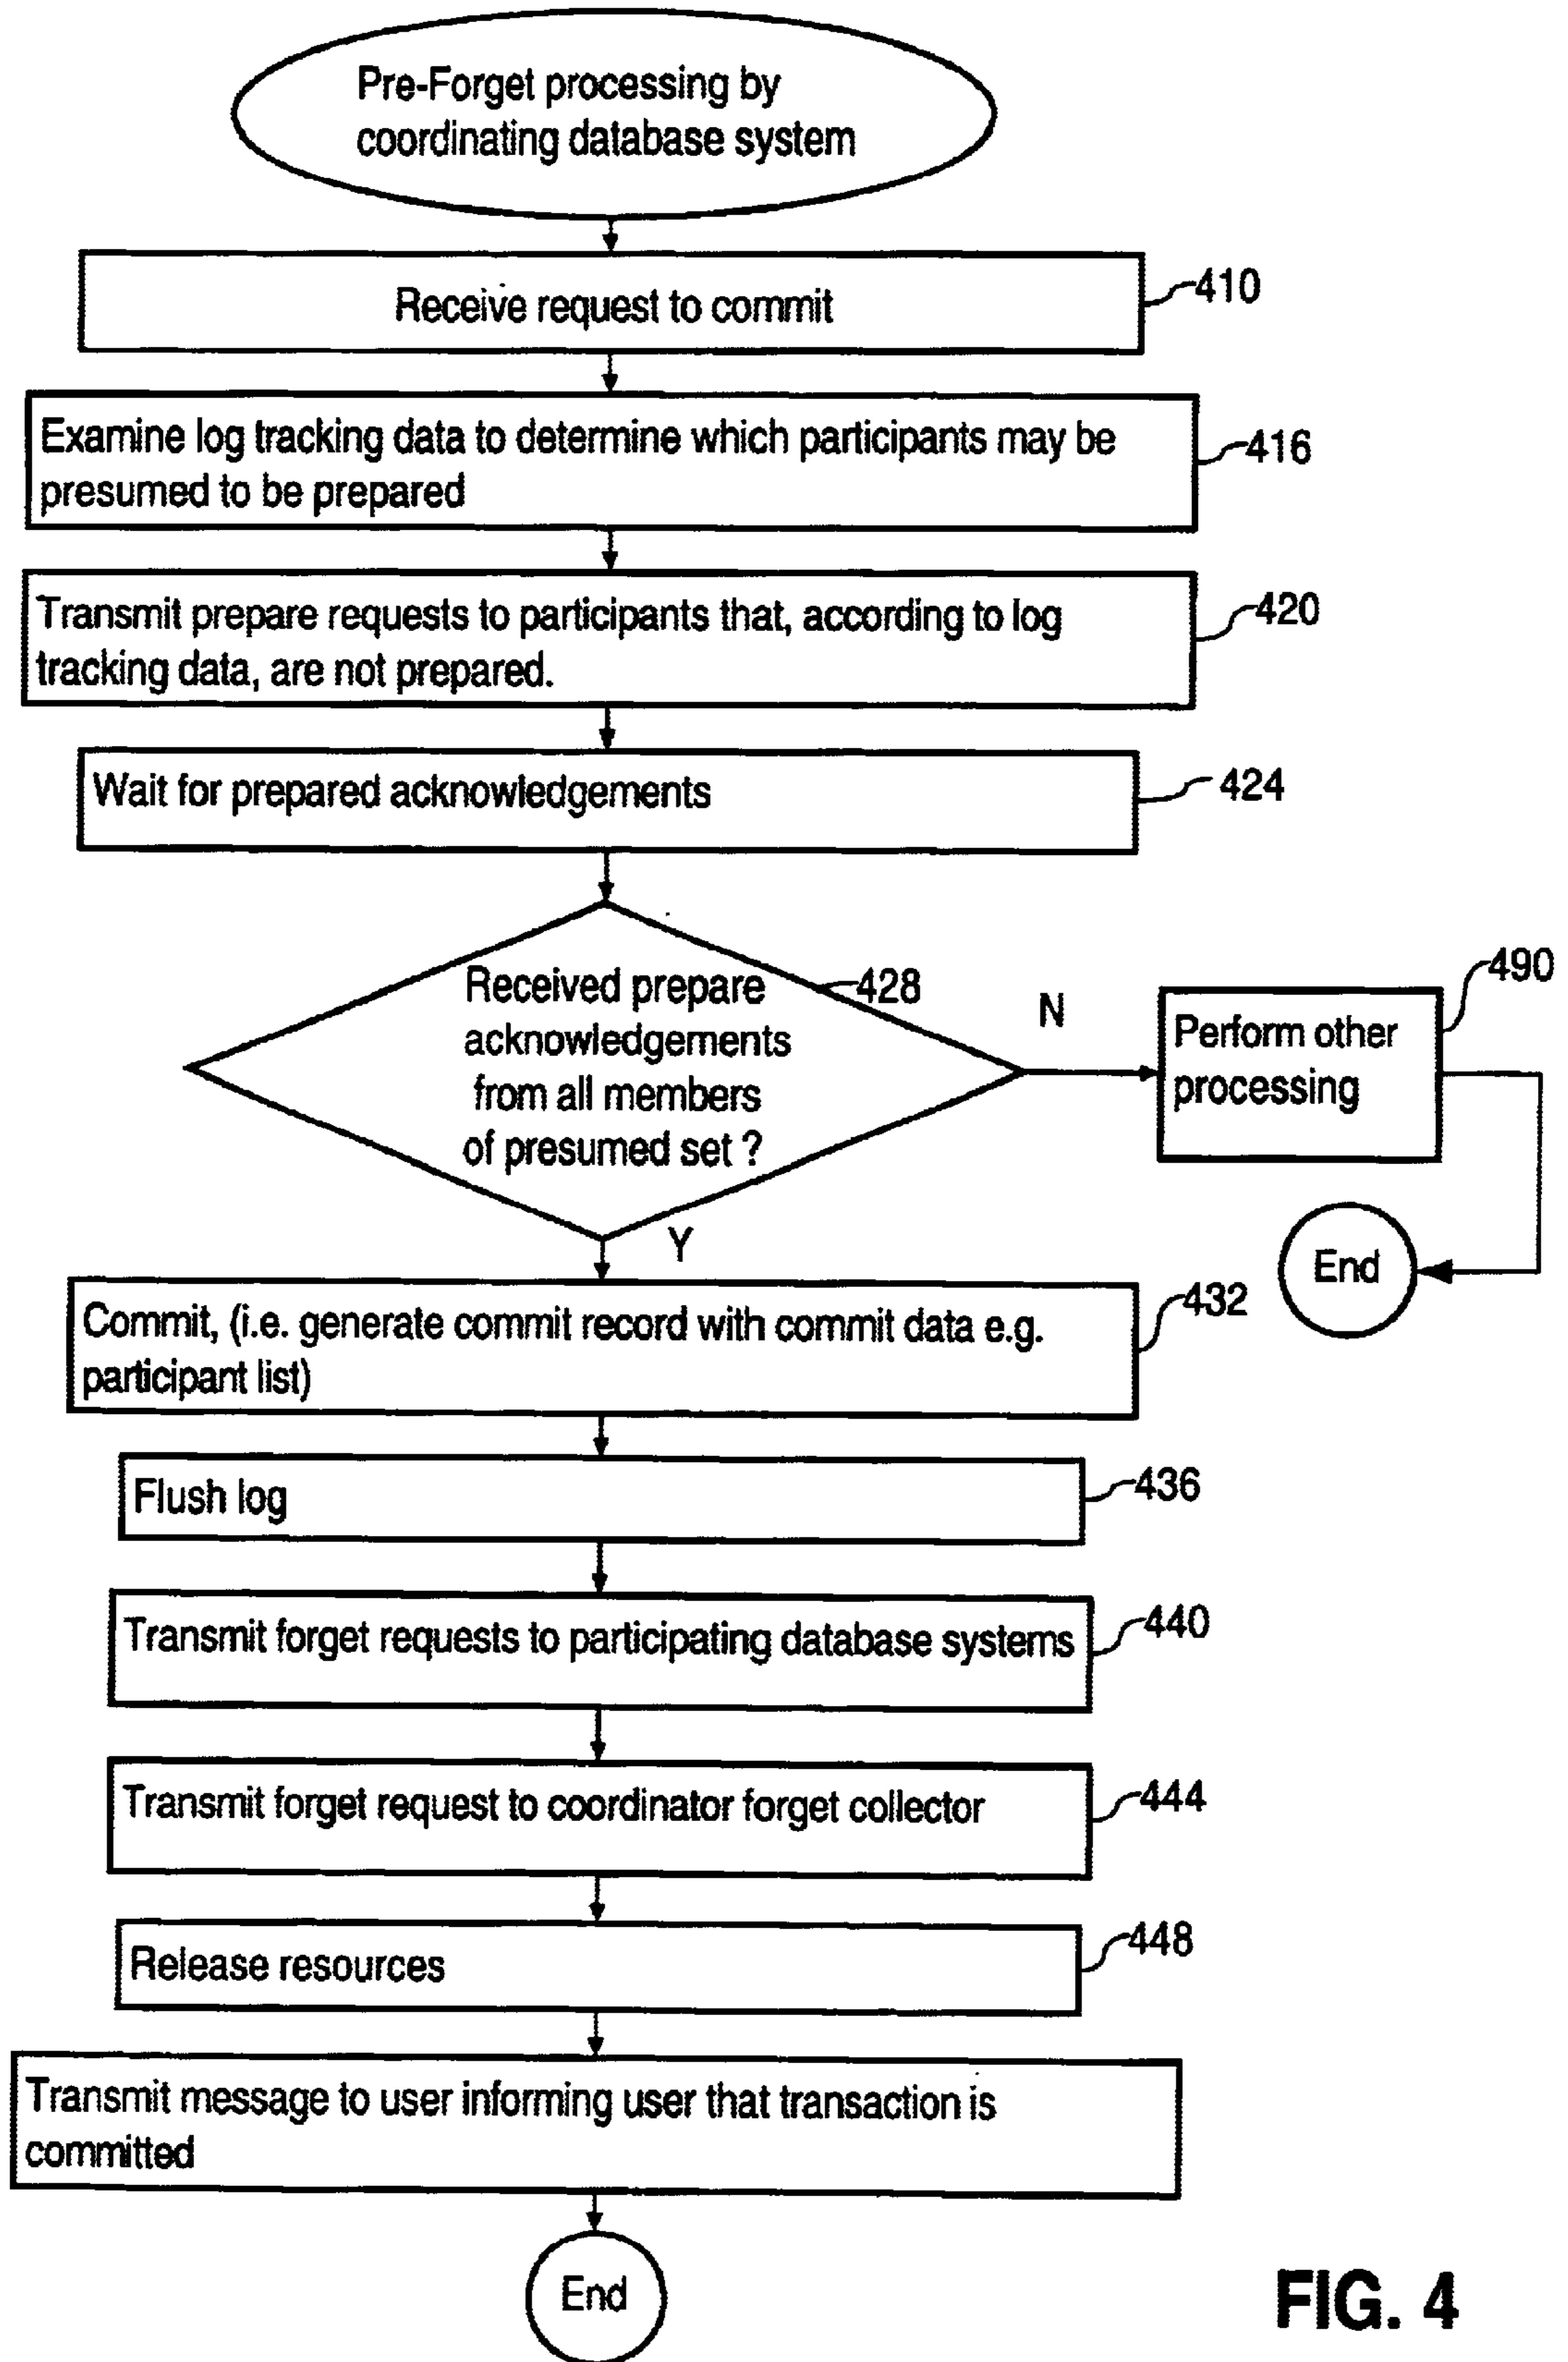 Pre-Forget processing by
coordinating database system
Receive request to commit
410
Examine log tracking data to determine which participants may be
presumed to be prepared
416
Transmit prepare requests to participants that, according to log
tracking data, are not prepared.
420
Wait for prepared acknowledgements
424
Received prepare
acknowledgements
from all members
of presumed set ?
428
N
Perform other
processing
490
End
Y
Commit, (i.e. generate commit record with commit data e.g.
participant list)
432
Flush log
436
Transmit forget requests to participating database systems
440
Transmit forget request to coordinator forget collector
444
Release resources
448
Transmit message to user informing user that transaction is
committed
End
FIG. 4